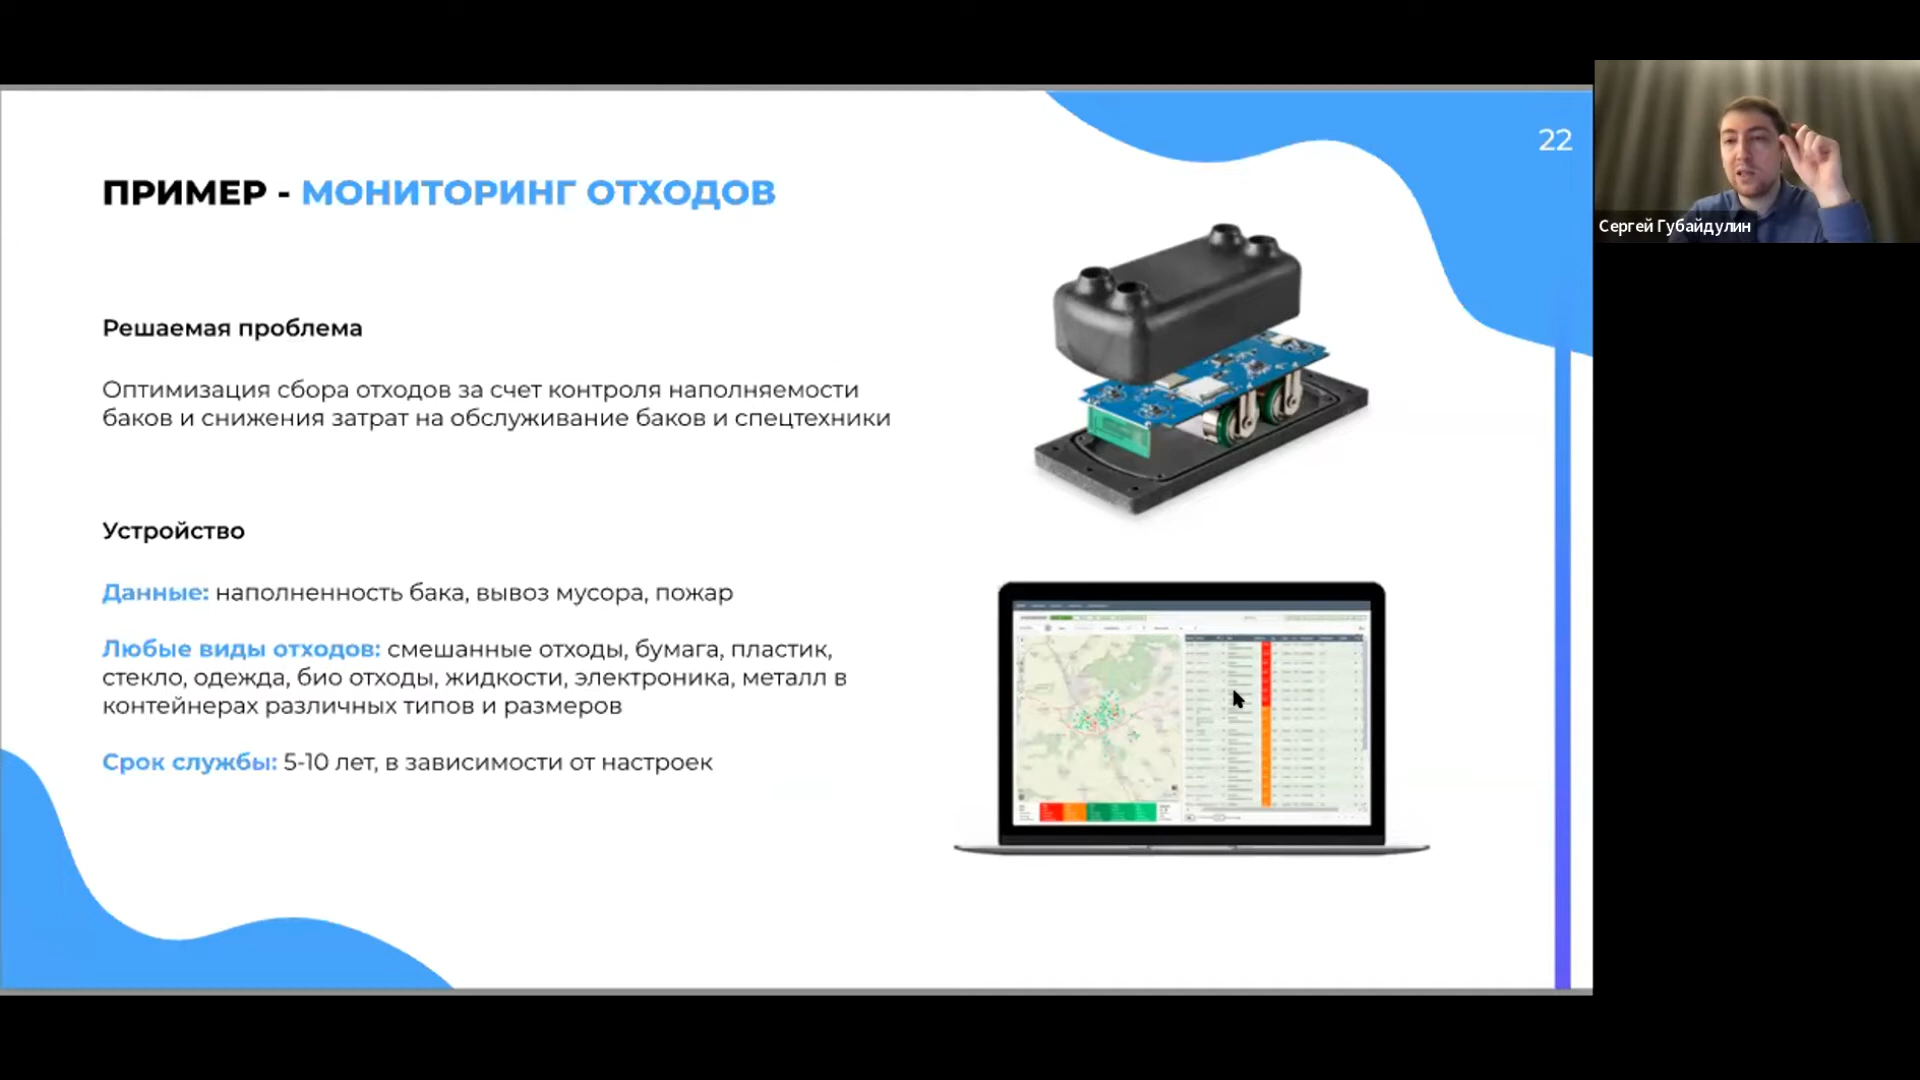 22
ПРИМЕР - МОНИТОРИНГ ОТХОДОВ
Решаемая проблема
Оптимизация сбора отходов за счет контроля наполняемости
баков и снижения затрат на обслуживание баков и спецтехники
Устройство
Данные: наполненность бака, вывоз мусора, пожар
Любые виды отходов: смешанные отходы, бумага, пластик,
стекло, одежда, био отходы, жидкости, электроника, металл в
контейнерах различных типов и размеров
Срок службы: 5-10 лет, в зависимости от настроек
Сергей Губайдулин